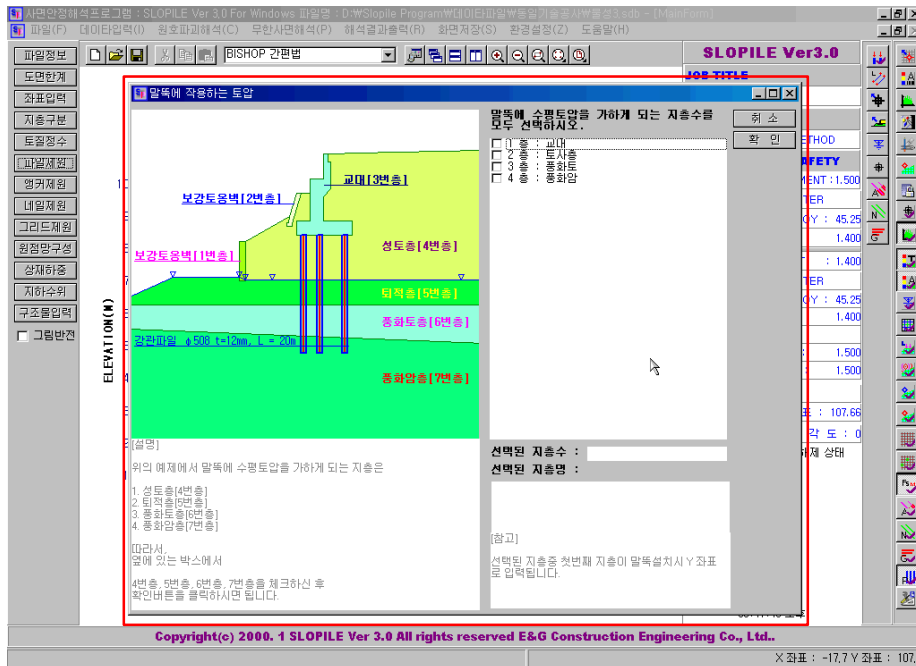 사면안정해석프로그램 : SLOPILE Ver 3,0 For Windows 파일명 : D:₩Slopile Program₩데이타파일₩동일기술공사₩물성3.sdb - [MainForm]
파일(F) 데이타입력(I) 원호파괴해석(C) 무한사면해석(P) 해석결과출력(R) 화면저장(S) 환경설정(Z) 도움말(H)
파일정보
도면한계
좌표입력
지층구분
토질정수
파일제원
앵커제원
네일제원
그리드제원
원점망구성
상재하중
지하수위
구조물입력
그림반전
BISHOP 간편법
SLOPILE Ver3.0
JOB TITLE
말뚝에 작용하는 토압
교대[3번층]
보강토옹벽[2번층]
보강토옹벽[1번층]
성토층[4번층]
퇴적층[5번층]
풍화토층[6번층]
강관파일 φ508 t=12mm, L = 20m
풍화암층[7번층]
ELEVATION(M)
[설명]
위의 예제에서 말뚝에 수평토압을 가하게 되는 지층은
1. 성토층[4번층]
2. 퇴적층[5번층]
3. 풍화토층[6번층]
4. 풍화암층[7번층]
따라서,
옆에 있는 박스에서
4번층, 5번층, 6번층, 7번층을 체크하신 후
확인버튼을 클릭하시면 됩니다.
말뚝에 수평토압을 가하게 되는 지층수를
모두 선택하시오.
1 층 : 교대
2 층 : 토사층
3 층 : 풍화토
4 층 : 풍화암
취 소
확 인
선택된 지층수 :
선택된 지층명 :
[참고]
선택된 지층중 첫번째 지층이 말뚝설치시 Y 좌표
로 입력됩니다.
THOD
FETY
MENT : 1.500
TER
OY : 45.25
1.400
: 1.400
TER
OY : 45.25
1.400
1.500
1.500
표 : 107.66
각 도 : 0
해제 상태
Copyright(c) 2000. 1 SLOPILE Ver 3.0 All rights reserved E&G Construction Engineering Co., Ltd..
X 좌표 : -17,7 Y 좌표 : 107,